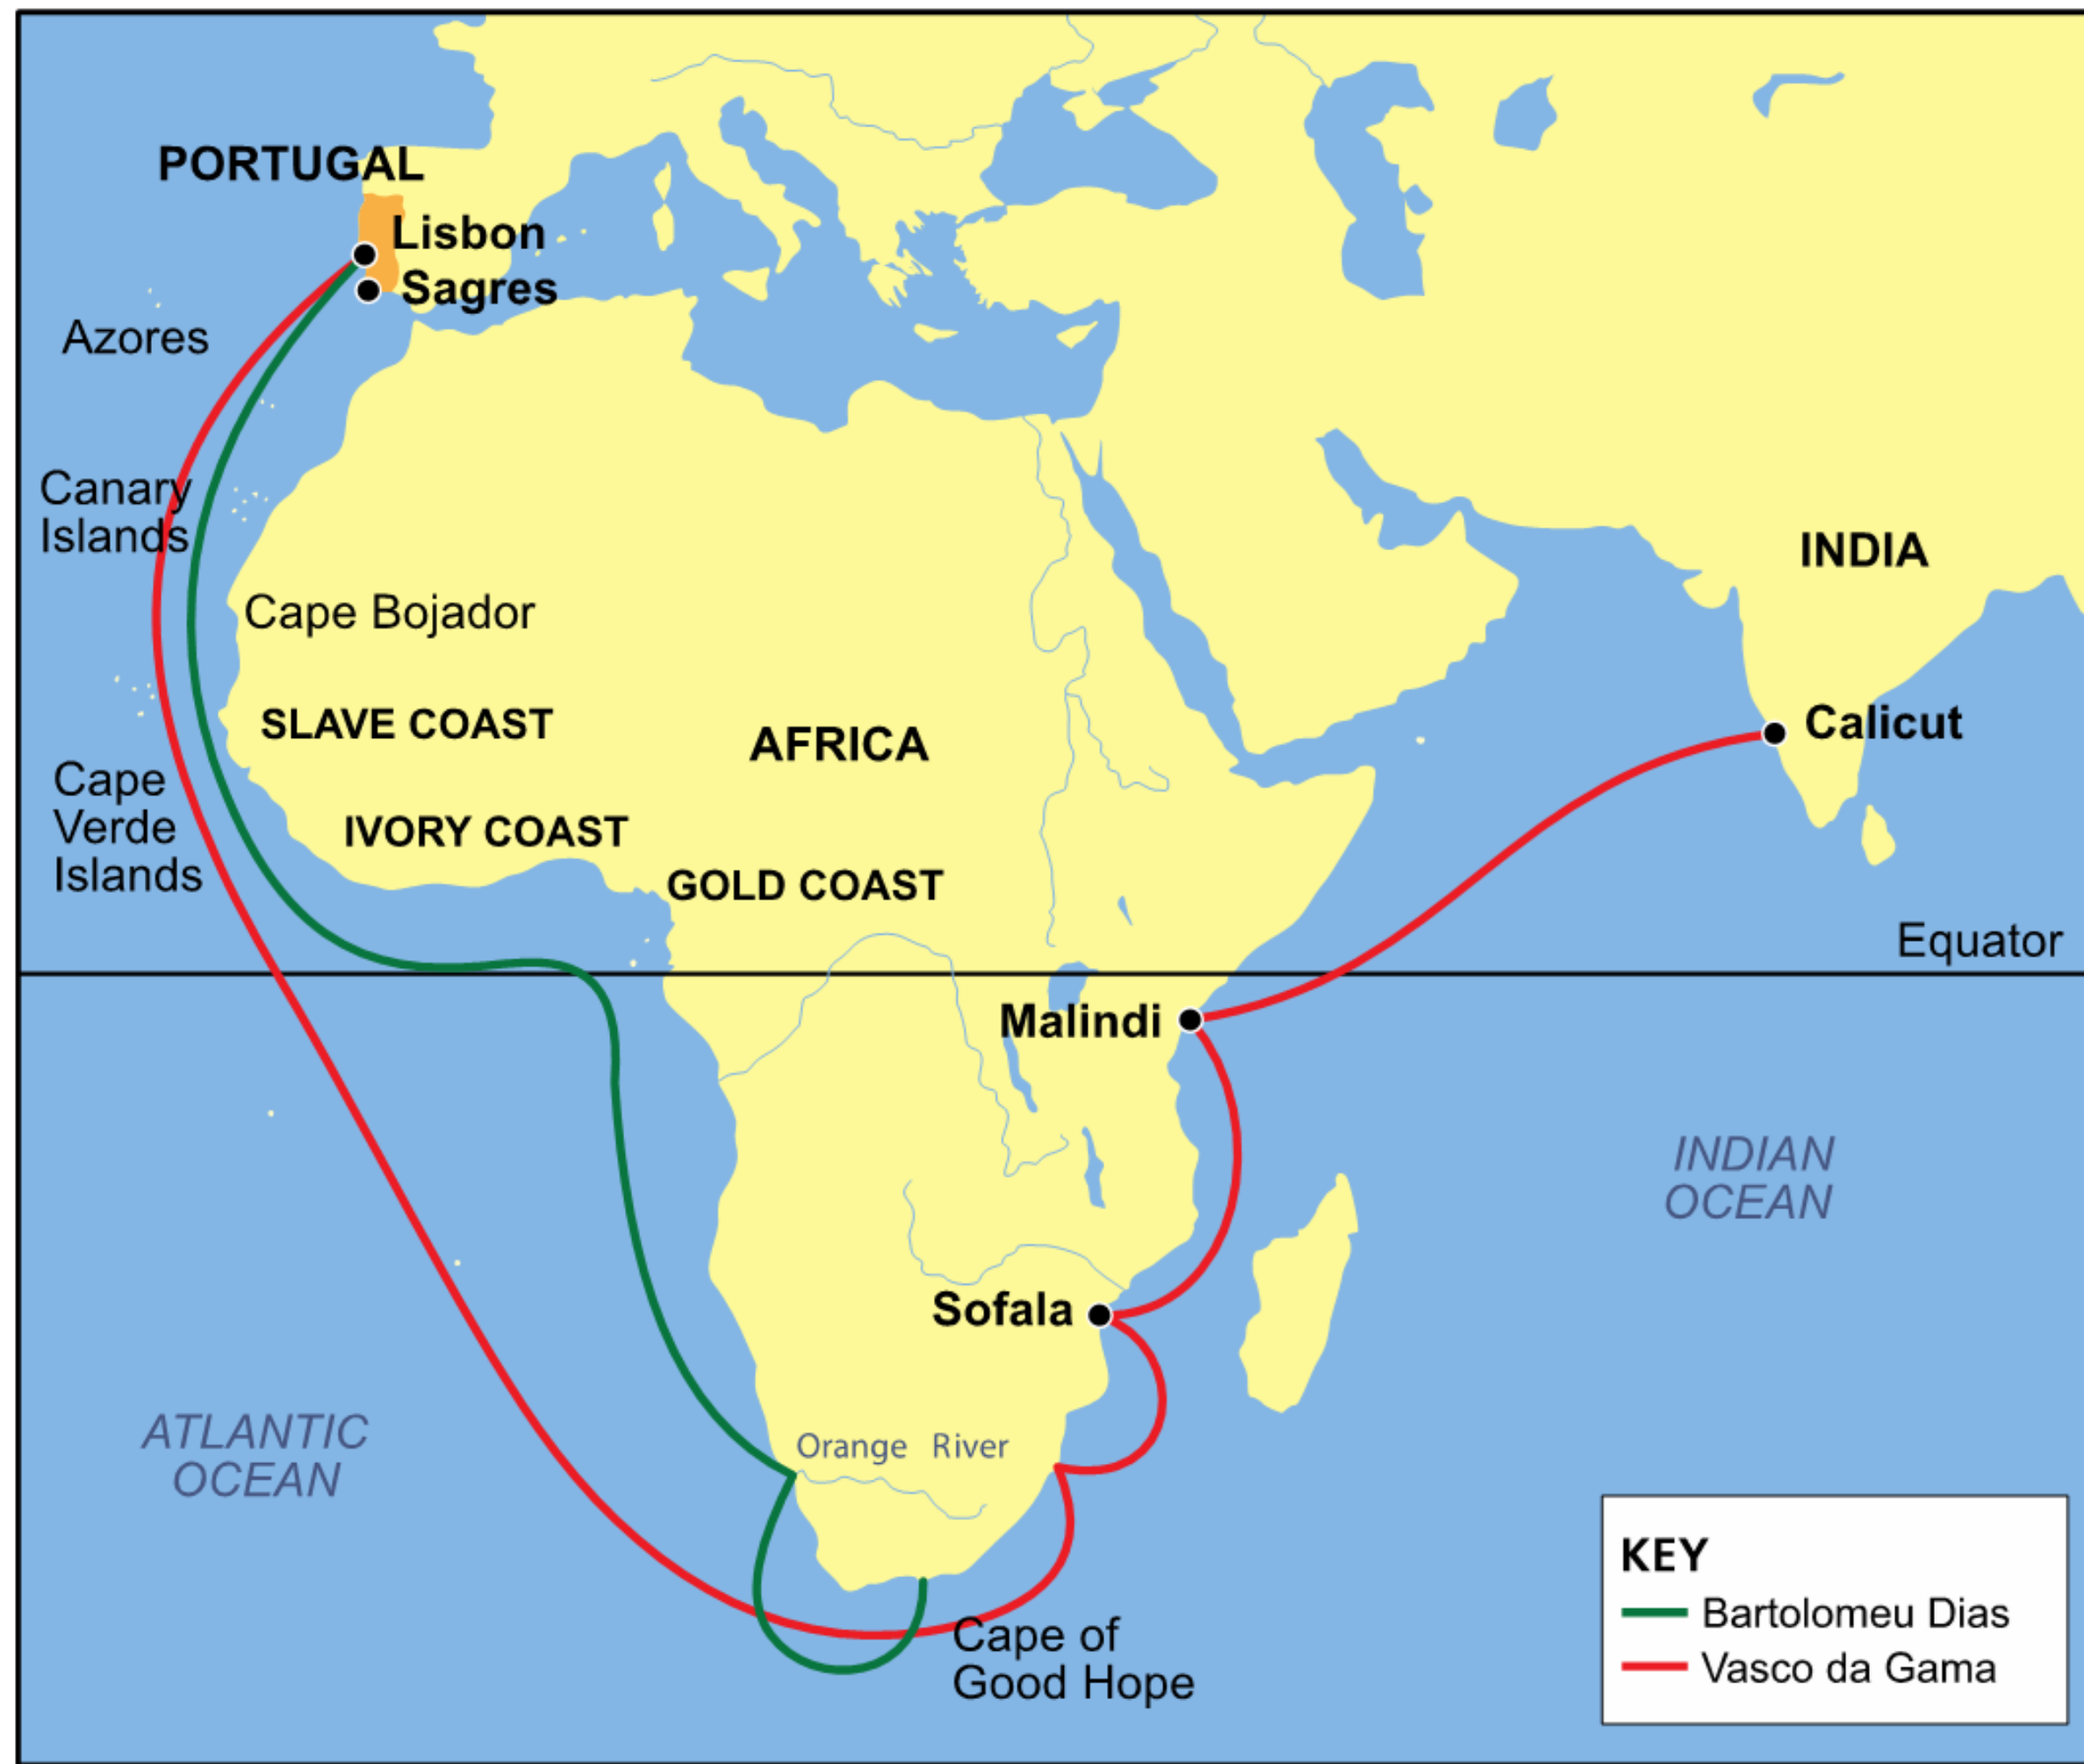 PORTUGAL
Lisbon
Sagres
Azores
Canary
Islands
INDIA
Cape Bojador
SLAVE COAST
AFRICA
Calicut
Cape
Verde
Islands
IVORY COAST
GOLD COAST
Equator
Malindi
INDIAN
OCEAN
Sofala
ATLANTIC
OCEAN
Orange River
Cape of
Good Hope
KEY
Bartolomeu Dias
Vasco da Gama